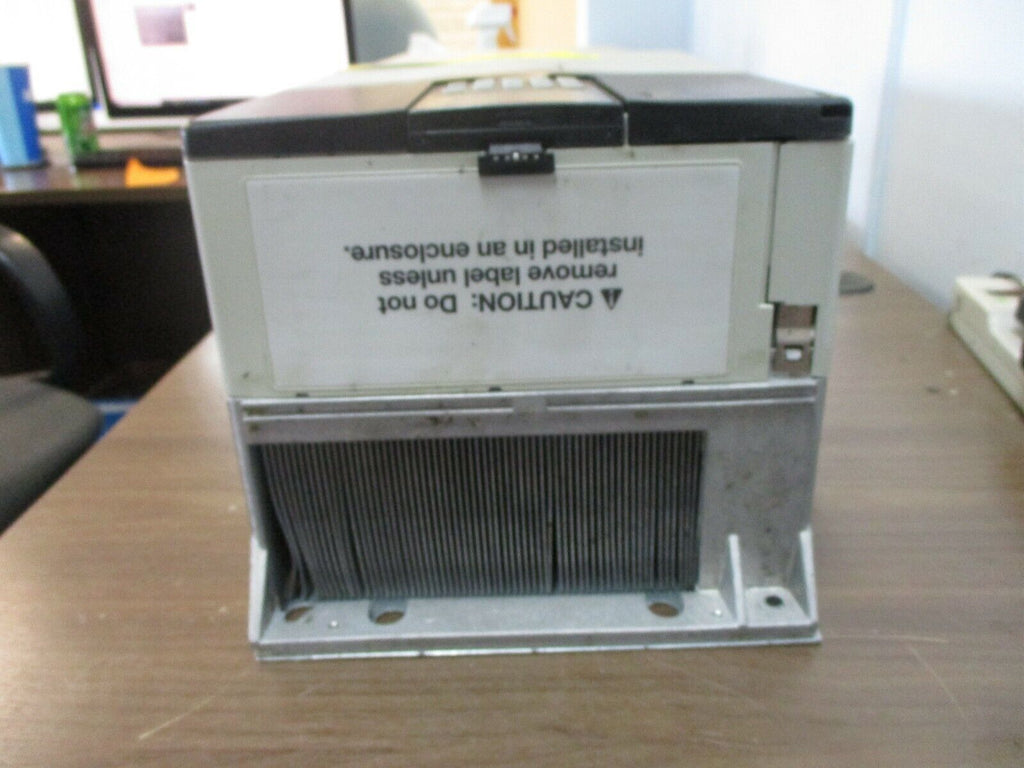 ⚠ CAUTION: Do not
remove label unless
installed in an enclosure.